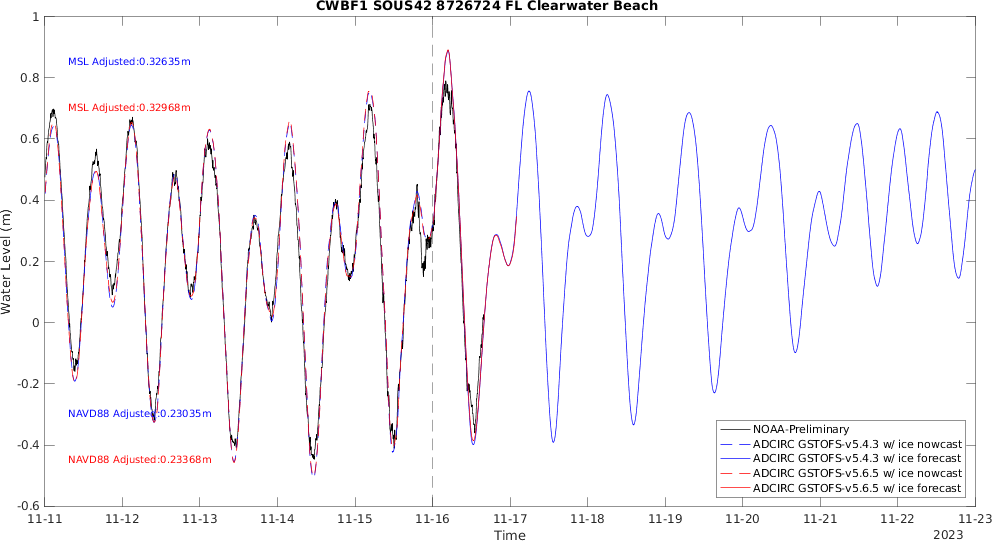 CWBF1 SOUS42 8726724 FL Clearwater Beach
1
0.8
0.6
0.4
0.2
0
-0.2
-0.4
-0.6
Water Level (m)
MSL Adjusted:0.32635m
MSL Adjusted:0.32968m
NAVD88 Adjusted:0.23035m
NAVD88 Adjusted:0.23368m
NOAA-Preliminary
ADCIRC GSTOFS-v5.4.3 w/ ice nowcast
ADCIRC GSTOFS-v5.4.3 w/ ice forecast
ADCIRC GSTOFS-v5.6.5 w/ ice nowcast
ADCIRC GSTOFS-v5.6.5 w/ ice forecast
11-11 11-12 11-13 11-14 11-15 11-16 11-17 11-18 11-19 11-20 11-21 11-22 11-23
Time
2023